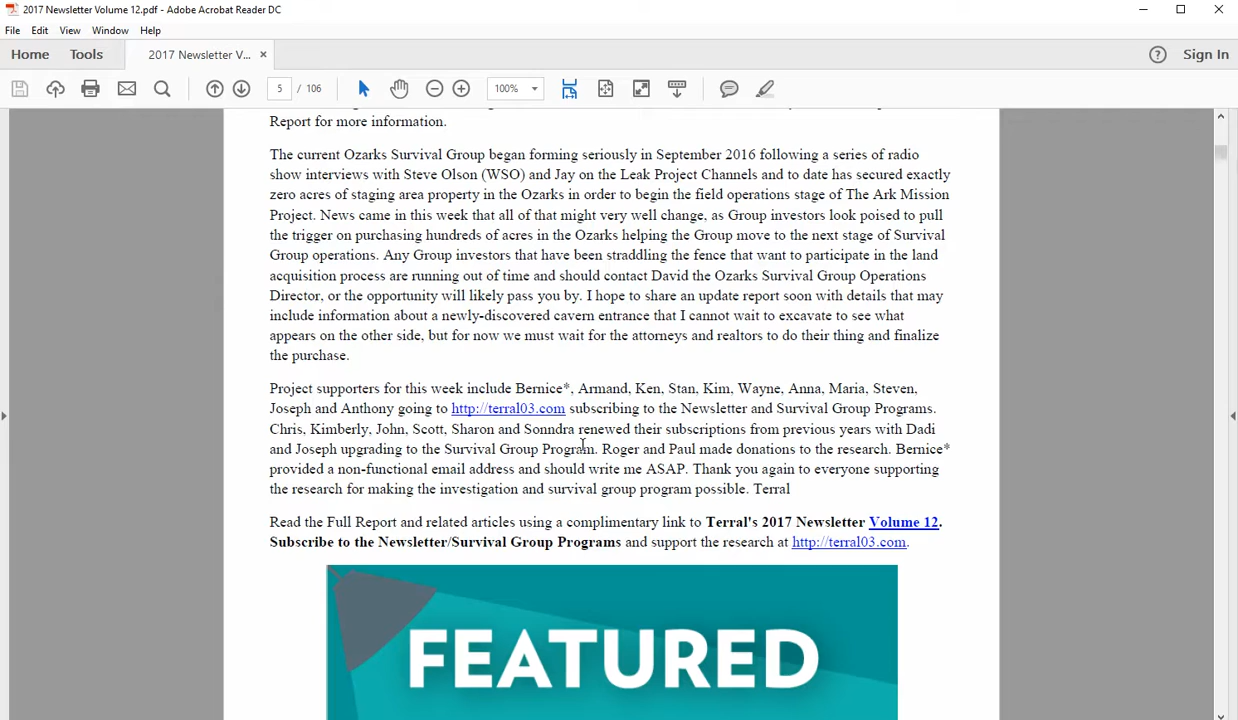 2017 Newsletter Volume 12.pdf - Adobe Acrobat Reader DC
File Edit View Window Help
Home Tools 2017 Newsletter V... × Sign In
5 / 106 100%
Report for more information.
The current Ozarks Survival Group began forming seriously in September 2016 following a series of radio
show interviews with Steve Olson (WSO) and Jay on the Leak Project Channels and to date has secured exactly
zero acres of staging area property in the Ozarks in order to begin the field operations stage of The Ark Mission
Project. News came in this week that all of that might very well change, as Group investors look poised to pull
the trigger on purchasing hundreds of acres in the Ozarks helping the Group move to the next stage of Survival
Group operations. Any Group investors that have been straddling the fence that want to participate in the land
acquisition process are running out of time and should contact David the Ozarks Survival Group Operations
Director, or the opportunity will likely pass you by. I hope to share an update report soon with details that may
include information about a newly-discovered cavern entrance that I cannot wait to excavate to see what
appears on the other side, but for now we must wait for the attorneys and realtors to do their thing and finalize
the purchase.
Project supporters for this week include Bernice*, Armand, Ken, Stan, Kim, Wayne, Anna, Maria, Steven,
Joseph and Anthony going to http://terral03.com subscribing to the Newsletter and Survival Group Programs.
Chris, Kimberly, John, Scott, Sharon and Sonndra renewed their subscriptions from previous years with Dadi
and Joseph upgrading to the Survival Group Program. Roger and Paul made donations to the research. Bernice*
provided a non-functional email address and should write me ASAP. Thank you again to everyone supporting
the research for making the investigation and survival group program possible. Terral
Read the Full Report and related articles using a complimentary link to Terral's 2017 Newsletter Volume 12.
Subscribe to the Newsletter/Survival Group Programs and support the research at http://terral03.com.
FEATURED